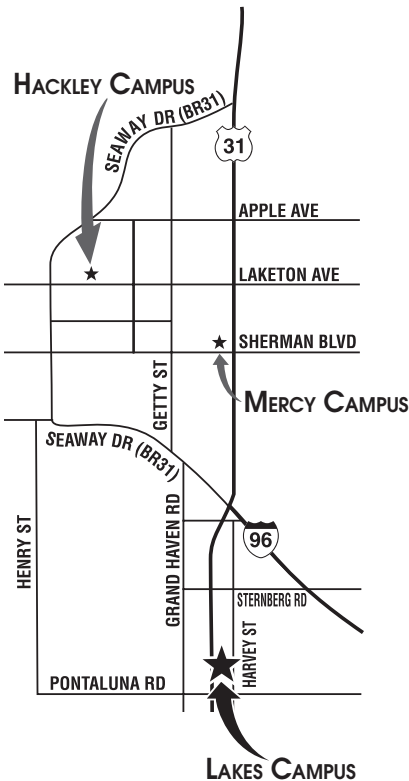 HACKLEY CAMPUS
SEAWAY DR (BR31)
31
APPLE AVE
LAKETON AVE
SHERMAN BLVD
GETTY ST
MERCY CAMPUS
SEAWAY DR (BR31)
HENRY ST
GRAND HAVEN RD
96
STERNBERG RD
HARVEY ST
PONTALUNA RD
LAKES CAMPUS